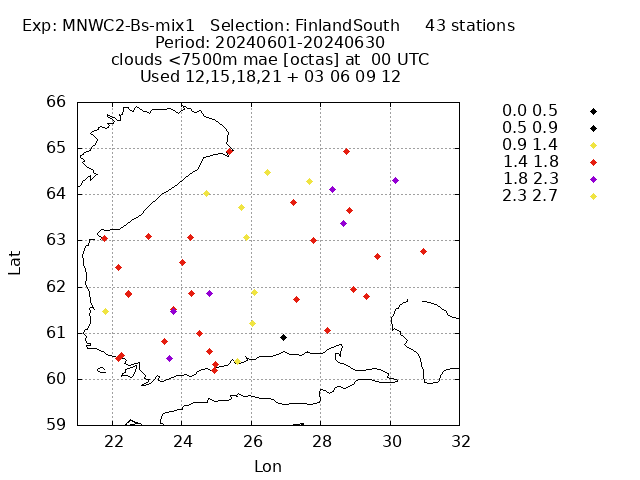 Exp: MNWC2-Bs-mix1   Selection: FinlandSouth     43 stations
Period: 20240601-20240630
clouds <7500m mae [octas] at  00 UTC
Used 12,15,18,21 + 03 06 09 12
66
65
64
63
62
61
60
59
22 24 26 28 30 32
Lat
Lon
0.0 0.5
0.5 0.9
0.9 1.4
1.4 1.8
1.8 2.3
2.3 2.7